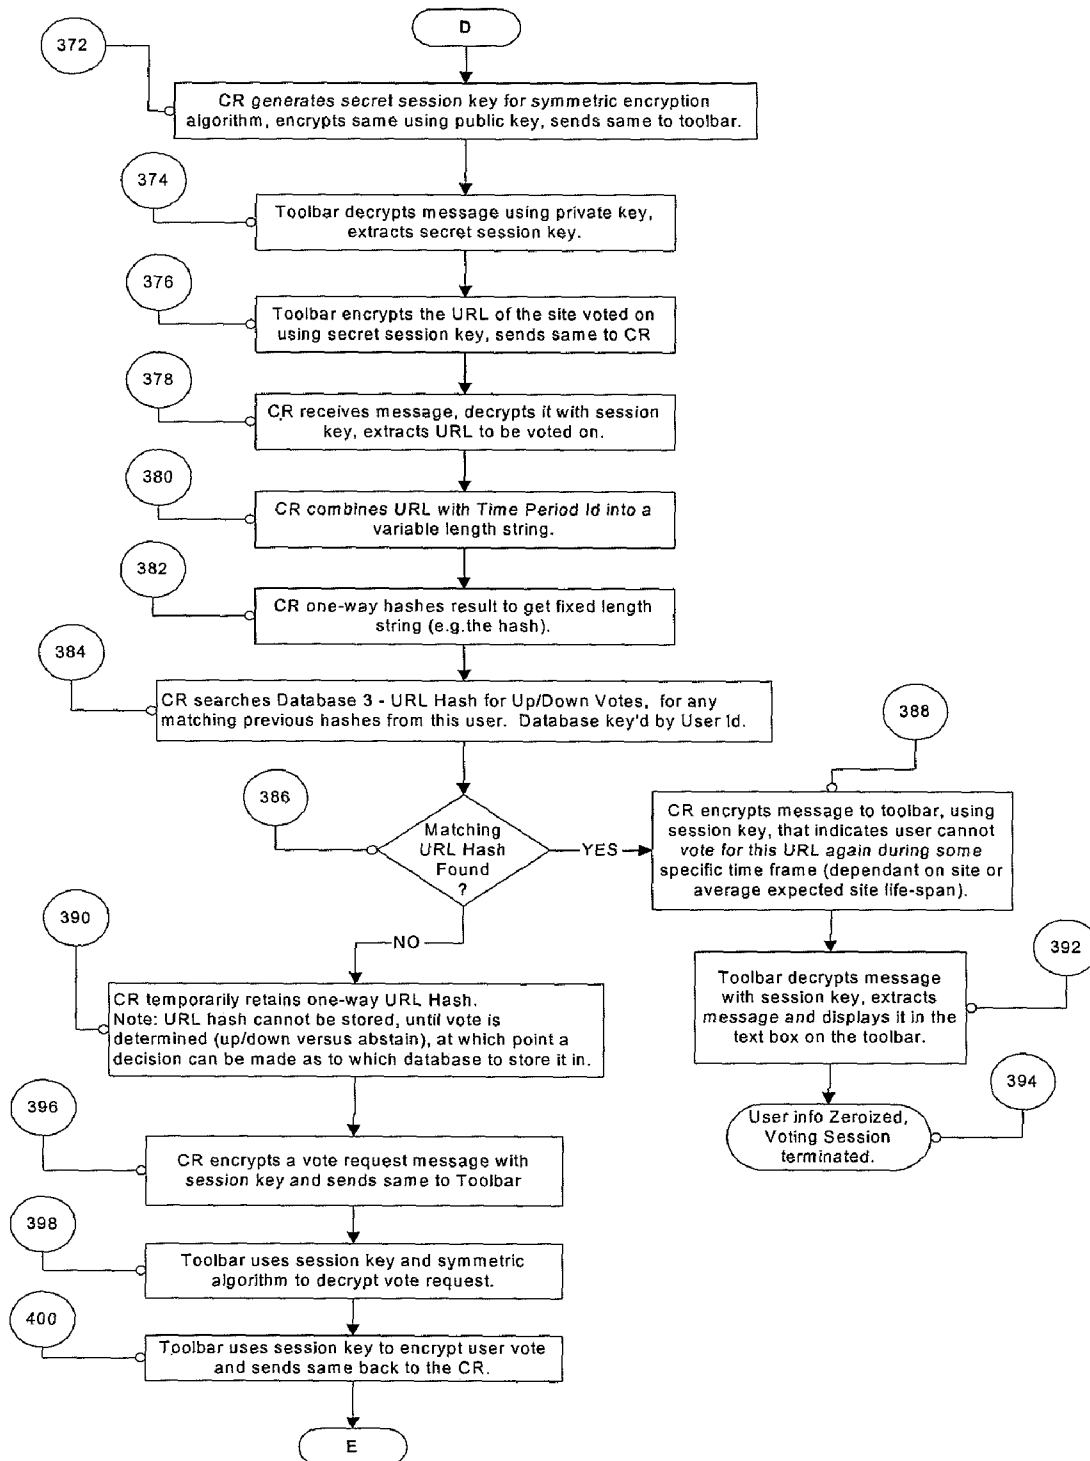 D
372
CR generates secret session key for symmetric encryption
algorithm, encrypts same using public key, sends same to toolbar.
374
Toolbar decrypts message using private key,
extracts secret session key.
376
Toolbar encrypts the URL of the site voted on
using secret session key, sends same to CR
378
CR receives message, decrypts it with session
key, extracts URL to be voted on.
380
CR combines URL with Time Period Id into a
variable length string.
382
CR one-way hashes result to get fixed length
string (e.g.the hash).
384
CR searches Database 3 - URL Hash for Up/Down Votes,  for any
matching previous hashes from this user.  Database key'd by User Id.
386
Matching
URL Hash
Found
?
YES
388
CR encrypts message to toolbar, using
session key, that indicates user cannot
vote for this URL again during some
specific time frame (dependant on site or
average expected site life-span).
NO
390
CR temporarily retains one-way URL Hash.
Note: URL hash cannot be stored, until vote is
determined (up/down versus abstain), at which point a
decision can be made as to which database to store it in.
392
Toolbar decrypts message
with session key, extracts
message and displays it in the
text box on the toolbar.
394
User info Zeroized,
Voting Session
terminated.
396
CR encrypts a vote request message with
session key and sends same to Toolbar
398
Toolbar uses session key and symmetric
algorithm to decrypt vote request.
400
Toolbar uses session key to encrypt user vote
and sends same back to the CR.
E